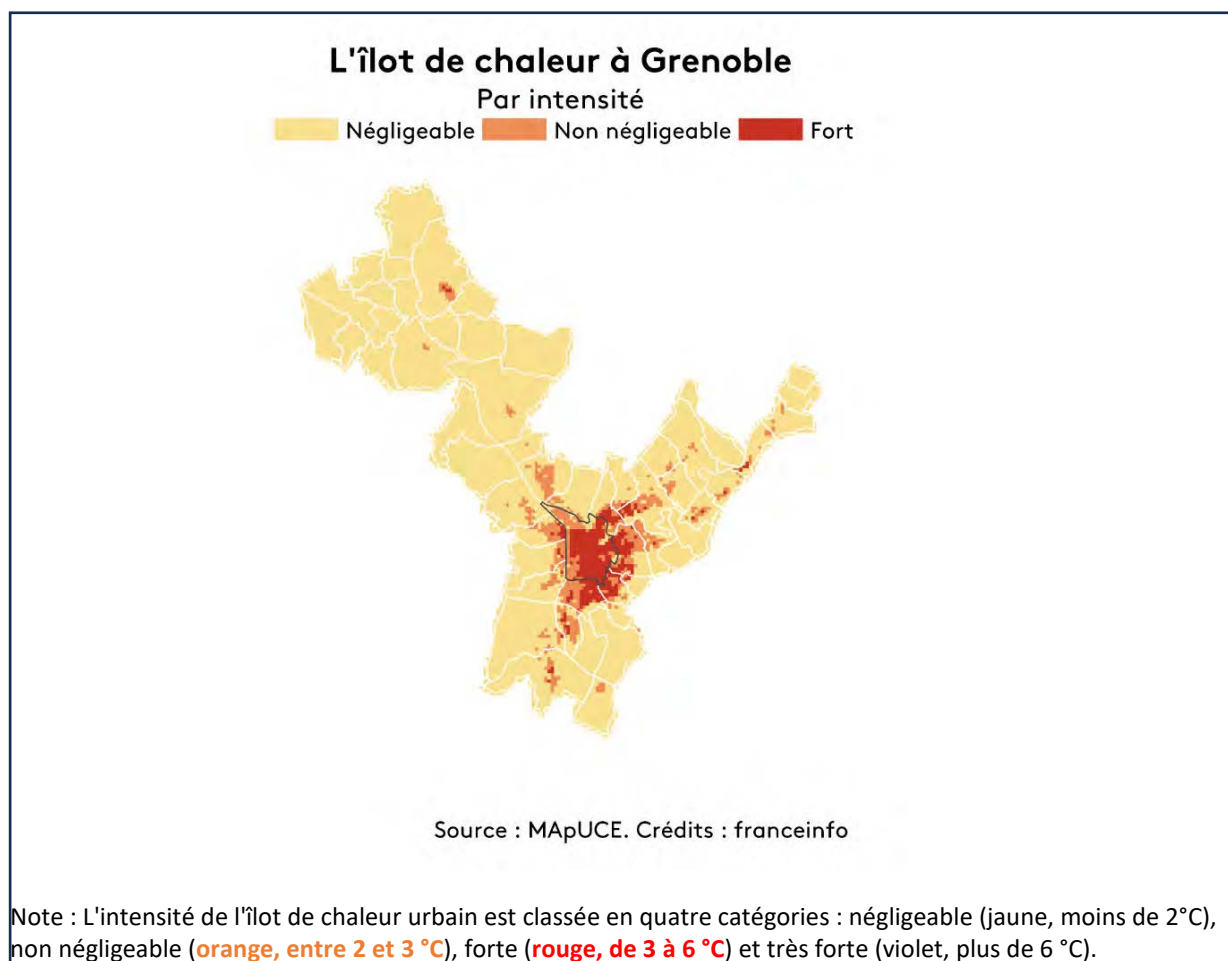 L'îlot de chaleur à Grenoble
Par intensité
Négligeable Non négligeable Fort
Source : MApUCE. Crédits : franceinfo
Note : L'intensité de l'îlot de chaleur urbain est classée en quatre catégories : négligeable (jaune, moins de 2°C),
non négligeable (orange, entre 2 et 3 °C), forte (rouge, de 3 à 6 °C) et très forte (violet, plus de 6 °C).